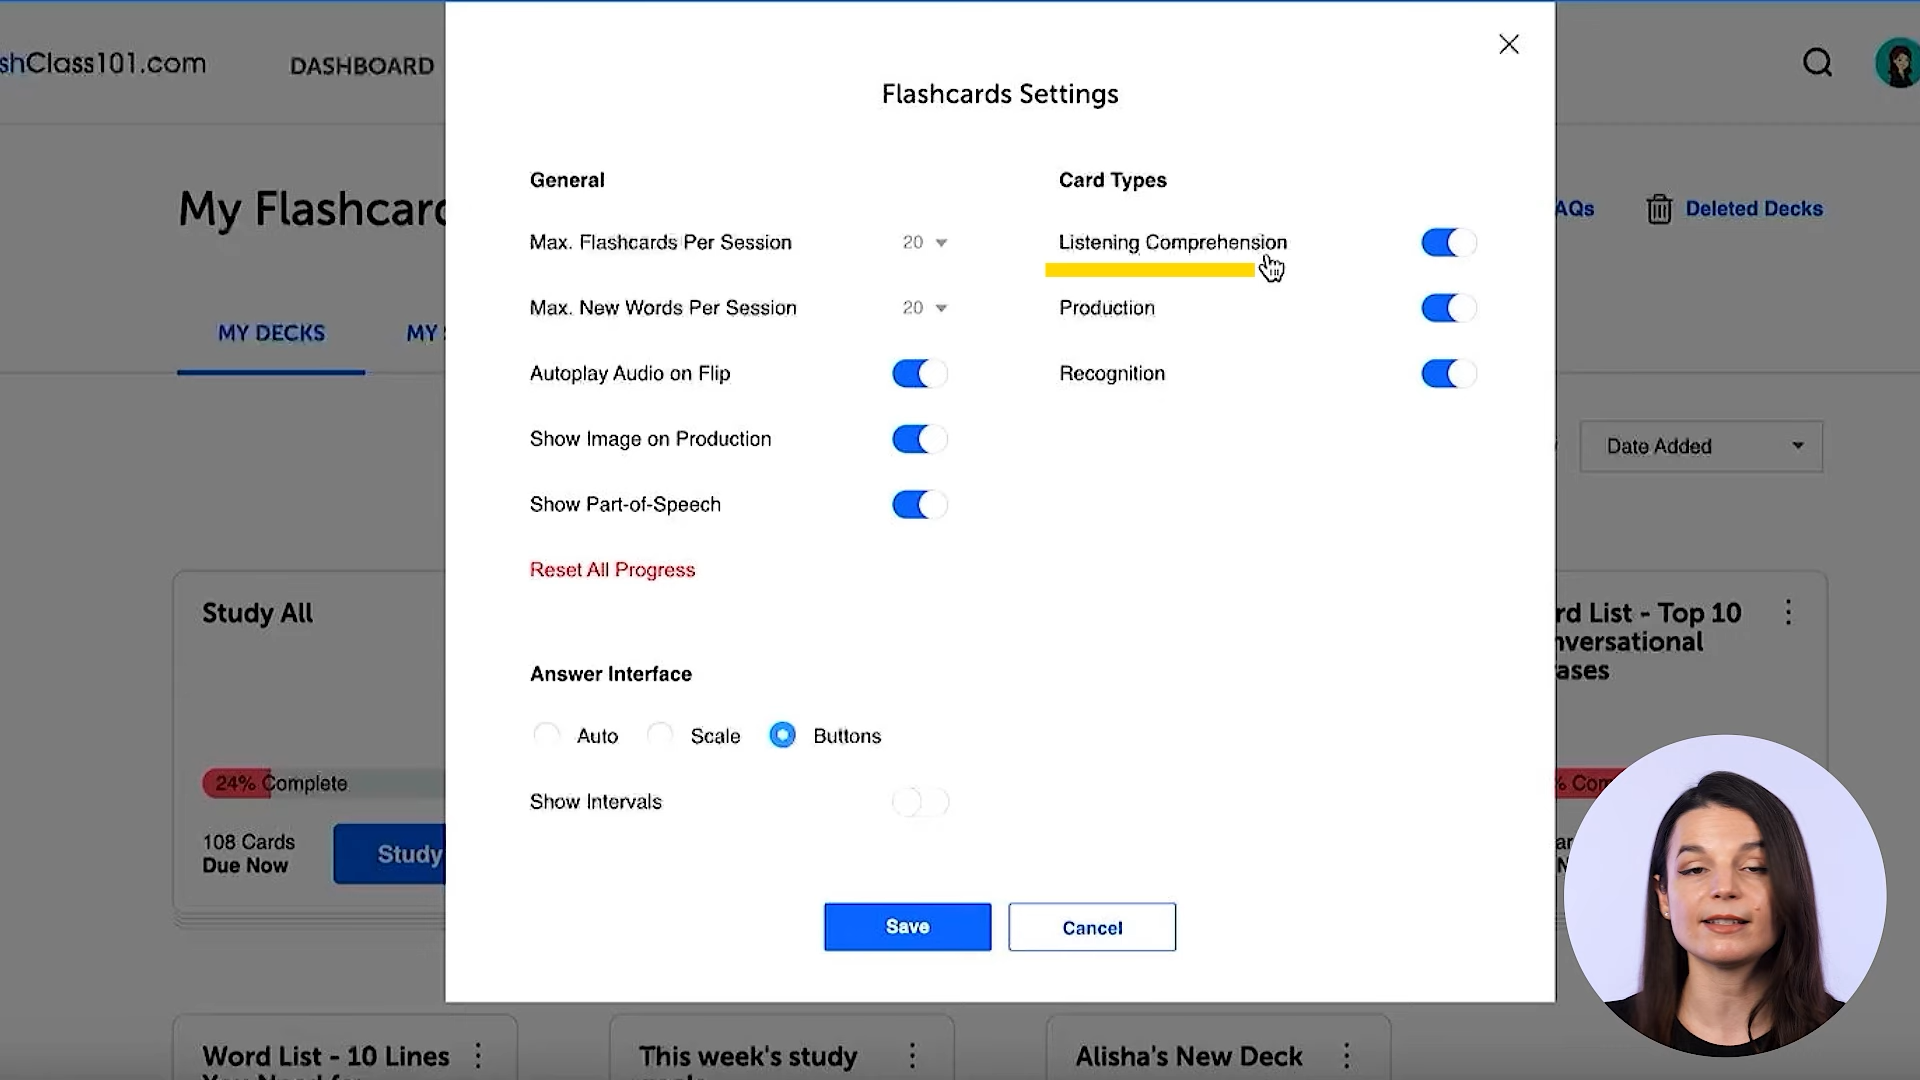 shClass101.com
DASHBOARD
Flashcards Settings
My Flashcard
AQs
Deleted Decks
General
Max. Flashcards Per Session 20
Max. New Words Per Session 20
Autoplay Audio on Flip
Show Image on Production
Show Part-of-Speech
Reset All Progress
Card Types
Listening Comprehension
Production
Recognition
MY DECKS
MY
Date Added
Answer Interface
Auto Scale Buttons
Show Intervals
Save
Cancel
Study All
24% Complete
108 Cards
Due Now
Study
rd List - Top 10
nversational
ases
% Com
Word List - 10 Lines
You Need for
This week's study
Alisha's New Deck